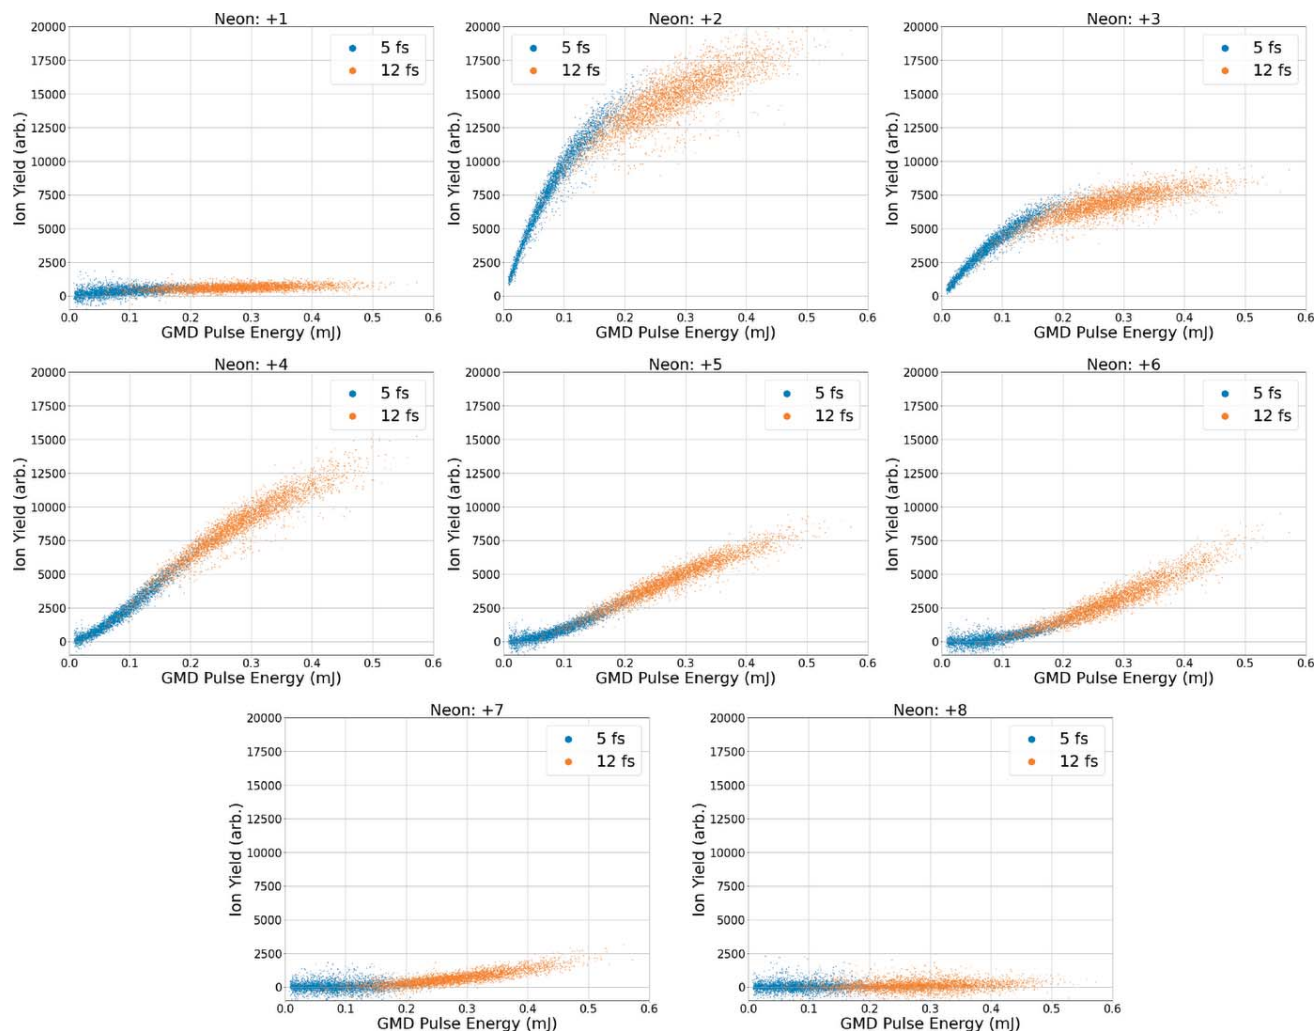 Neon: +1
20000
17500
15000
12500
10000
7500
5000
2500
0
Ion Yield (arb.)
5 fs
12 fs
0.0 0.1 0.2 0.3 0.4 0.5 0.6
GMD Pulse Energy (mJ)
Neon: +2
20000
17500
15000
12500
10000
7500
5000
2500
0
Ion Yield (arb.)
5 fs
12 fs
0.0 0.1 0.2 0.3 0.4 0.5 0.6
GMD Pulse Energy (mJ)
Neon: +3
20000
17500
15000
12500
10000
7500
5000
2500
0
Ion Yield (arb.)
5 fs
12 fs
0.0 0.1 0.2 0.3 0.4 0.5 0.6
GMD Pulse Energy (mJ)
Neon: +4
20000
17500
15000
12500
10000
7500
5000
2500
0
Ion Yield (arb.)
5 fs
12 fs
0.0 0.1 0.2 0.3 0.4 0.5 0.6
GMD Pulse Energy (mJ)
Neon: +5
20000
17500
15000
12500
10000
7500
5000
2500
0
Ion Yield (arb.)
5 fs
12 fs
0.0 0.1 0.2 0.3 0.4 0.5 0.6
GMD Pulse Energy (mJ)
Neon: +6
20000
17500
15000
12500
10000
7500
5000
2500
0
Ion Yield (arb.)
5 fs
12 fs
0.0 0.1 0.2 0.3 0.4 0.5 0.6
GMD Pulse Energy (mJ)
Neon: +7
20000
17500
15000
12500
10000
7500
5000
2500
0
Ion Yield (arb.)
5 fs
12 fs
0.0 0.1 0.2 0.3 0.4 0.5 0.6
GMD Pulse Energy (mJ)
Neon: +8
20000
17500
15000
12500
10000
7500
5000
2500
0
Ion Yield (arb.)
5 fs
12 fs
0.0 0.1 0.2 0.3 0.4 0.5 0.6
GMD Pulse Energy (mJ)